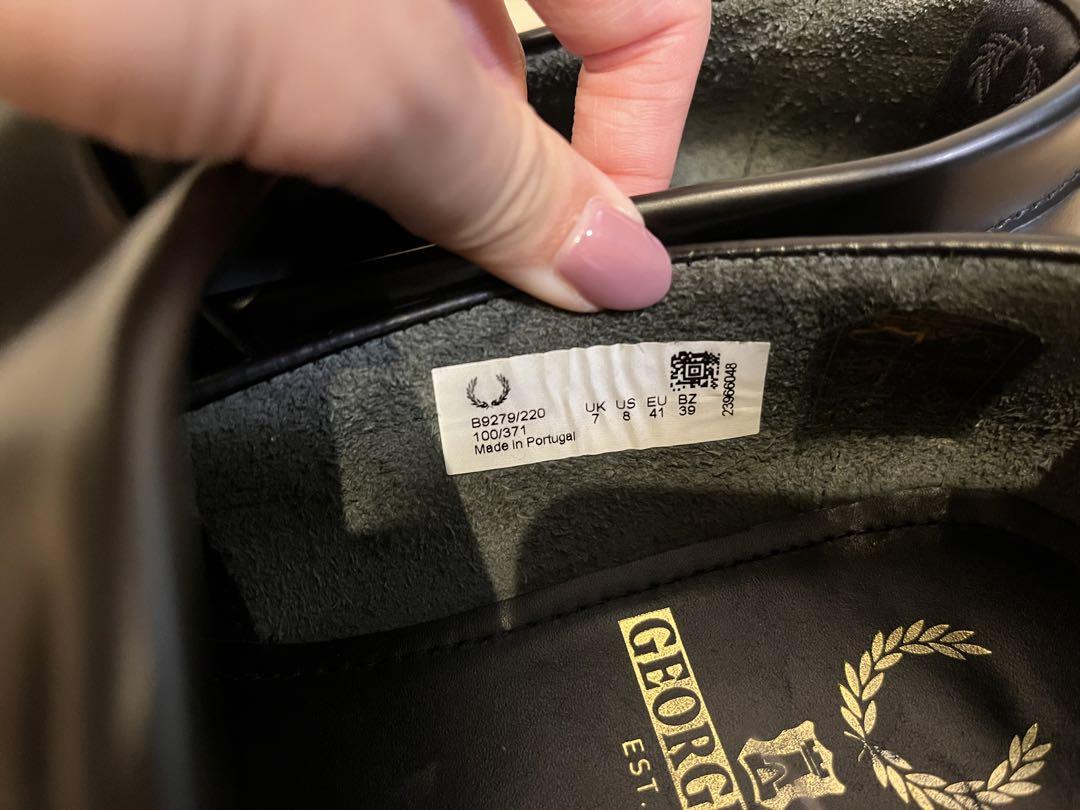 B9279/220
100/371
Made in Portugal
UK US EU BZ
7 8 41 39
23966048
GEORG
EST.